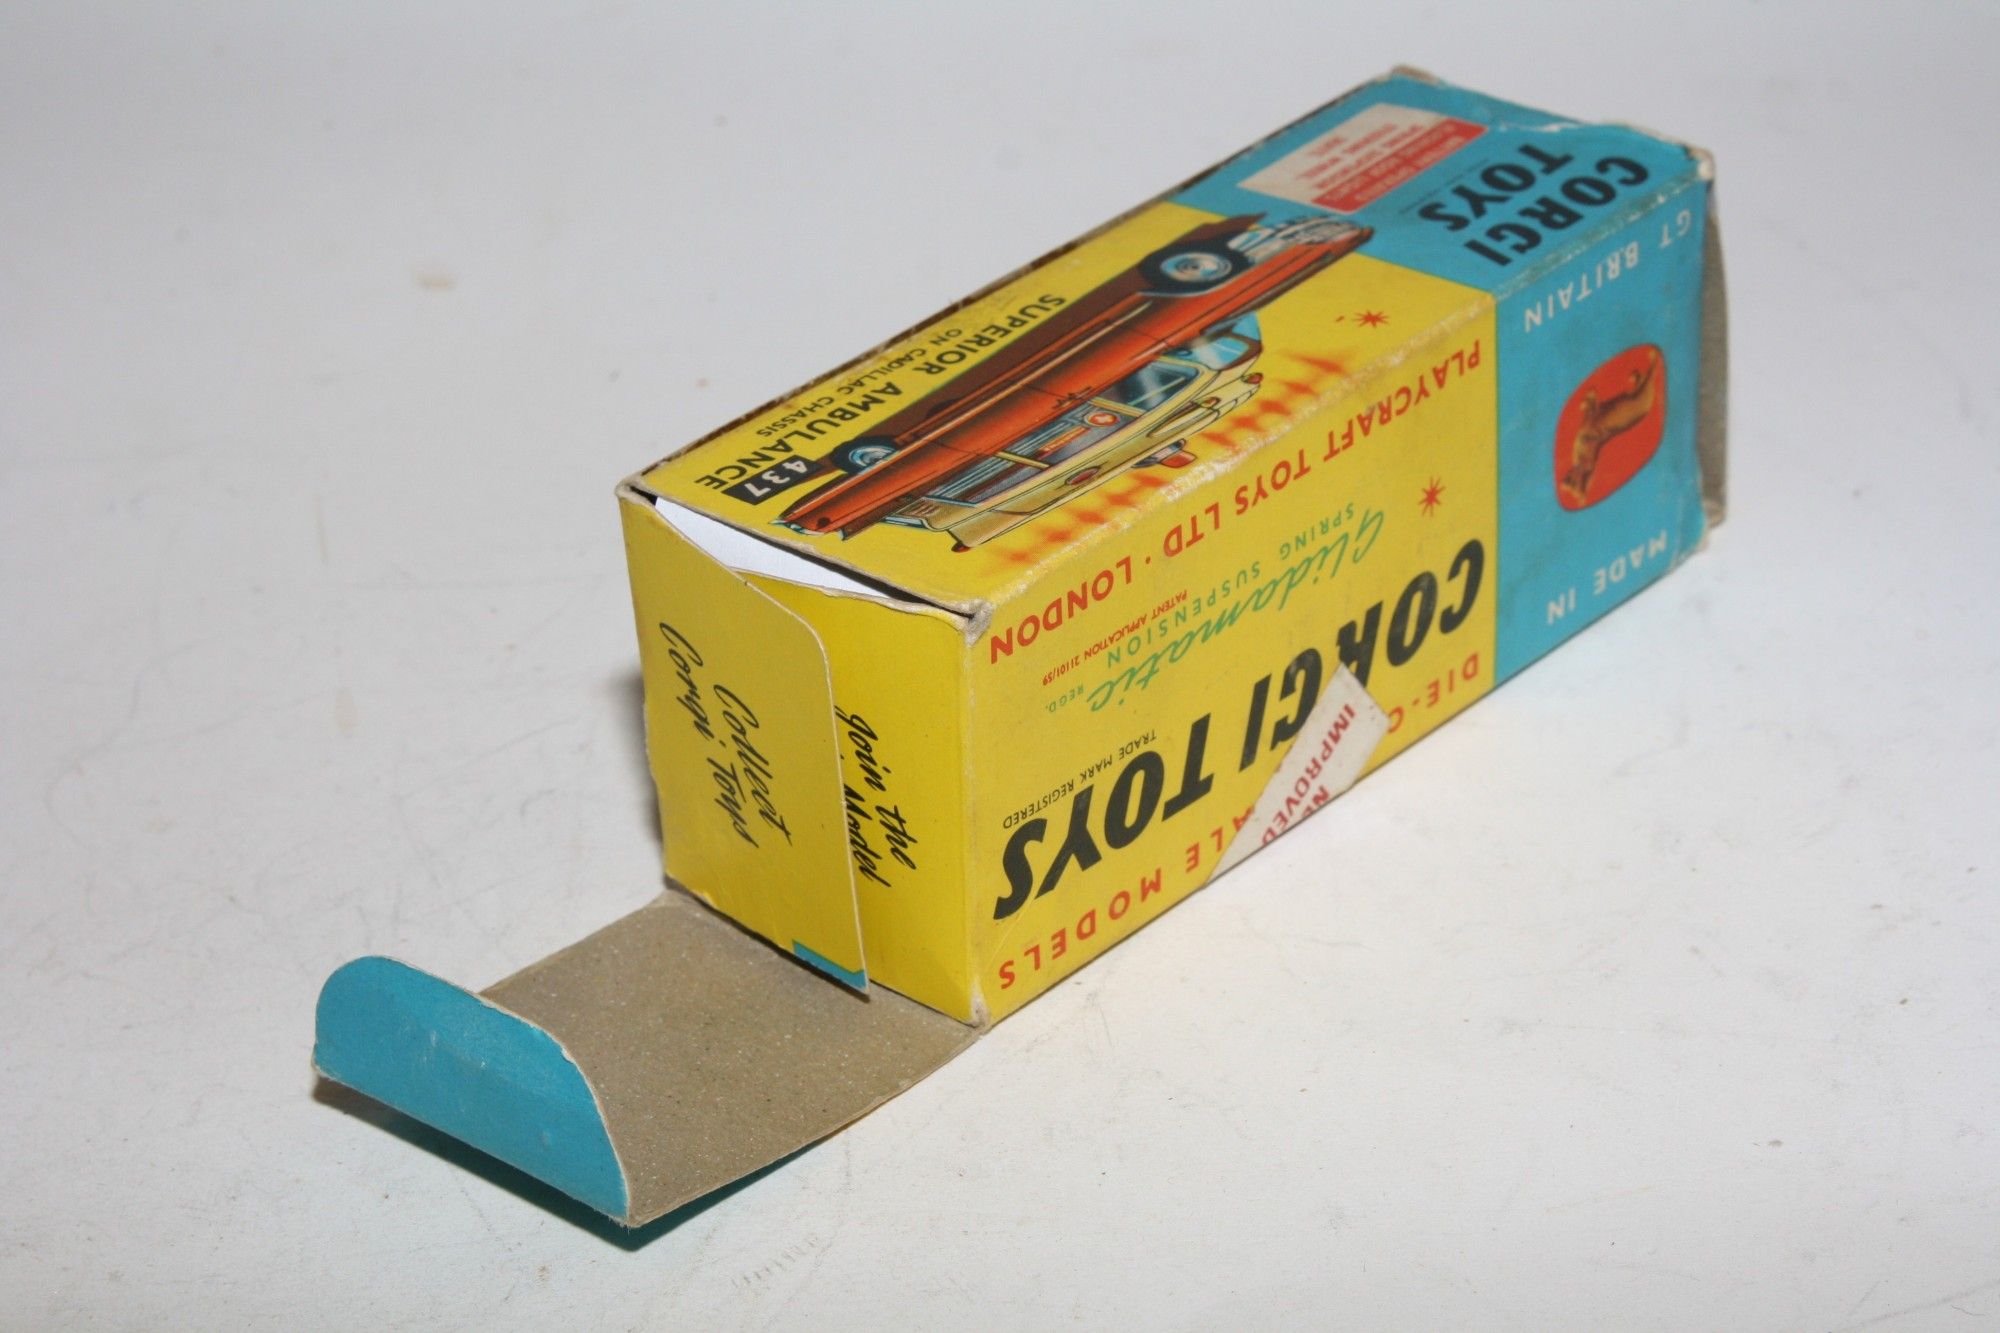 CORGI
TOYS
SUPERIOR AMBULANCE
ON CADILLAC CHASSIS
437
GT BRITAIN
MADE IN
PLAYCRAFT TOYS LTD · LONDON
Glidamatic
REGD.
SPRING SUSPENSION
PATENT APPLICATION 21101/59
CORGI TOYS
TRADE MARK REGISTERED
DIE-C ALE MODELS
IMPROVED
Collect
Corgi Toys
Join the
Model